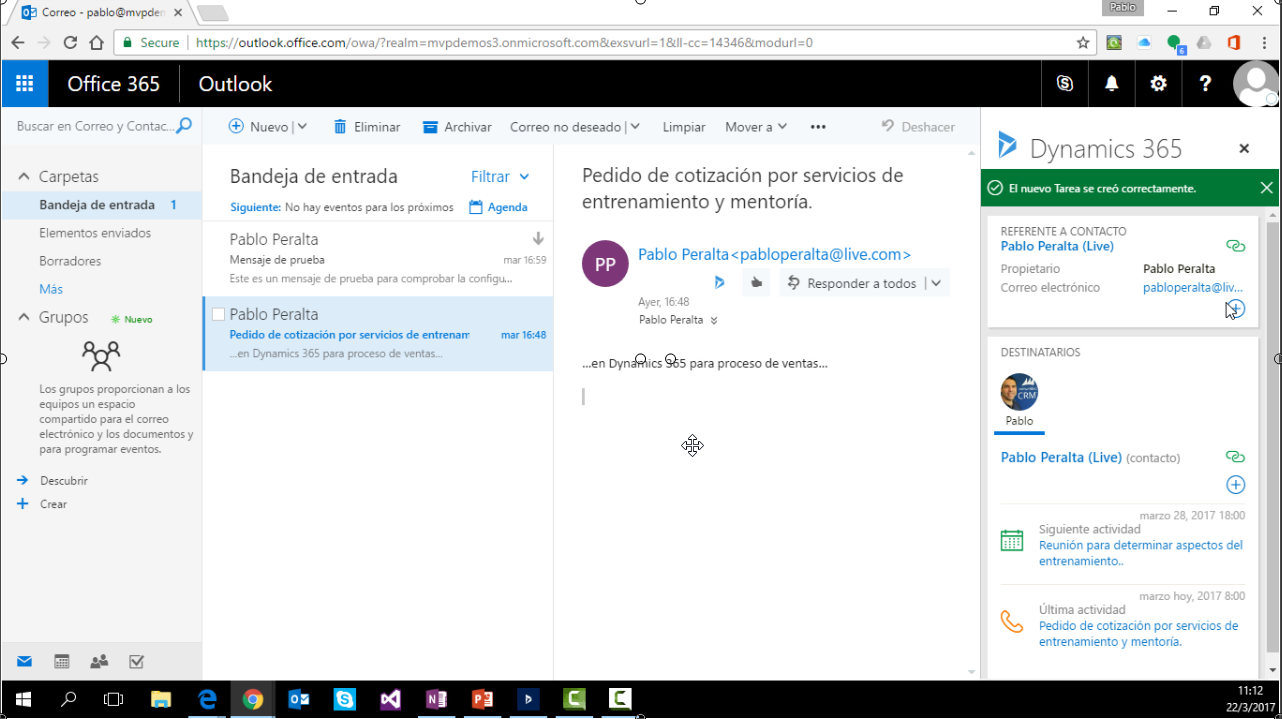 Correo - pablo@mvpdem
Pablo
Secure
https://outlook.office.com/owa/?realm=mvpdemos3.onmicrosoft.com&exsvurl=1&ll-cc=14346&modurl=0
6
Office 365
Outlook
Buscar en Correo y Contac...
Nuevo
Eliminar
Archivar
Correo no deseado
Limpiar
Mover a
Deshacer
Carpetas
Bandeja de entrada 1
Elementos enviados
Borradores
Más
Grupos
Nuevo
Los grupos proporcionan a los
equipos un espacio
compartido para el correo
electrónico y los documentos y
para programar eventos.
Descubrir
Crear
Bandeja de entrada
Filtrar
Siguiente: No hay eventos para los próximos
Agenda
Pablo Peralta
Mensaje de prueba
mar 16:59
Este es un mensaje de prueba para comprobar la configu...
Pablo Peralta
Pedido de cotización por servicios de entrenam
mar 16:48
...en Dynamics 365 para proceso de ventas...
Pedido de cotización por servicios de
entrenamiento y mentoría.
PP
Pablo Peralta<pabloperalta@live.com>
Responder a todos
Ayer, 16:48
Pablo Peralta
...en Dynamics 365 para proceso de ventas...
Dynamics 365
El nuevo Tarea se creó correctamente.
REFERENTE A CONTACTO
Pablo Peralta (Live)
Propietario
Pablo Peralta
Correo electrónico
pabloperalta@liv...
DESTINATARIOS
CRM
Pablo
Pablo Peralta (Live) (contacto)
marzo 28, 2017 18:00
Siguiente actividad
Reunión para determinar aspectos del
entrenamiento..
marzo hoy, 2017 8:00
Última actividad
Pedido de cotización por servicios de
entrenamiento y mentoría.
11:12
22/3/2017